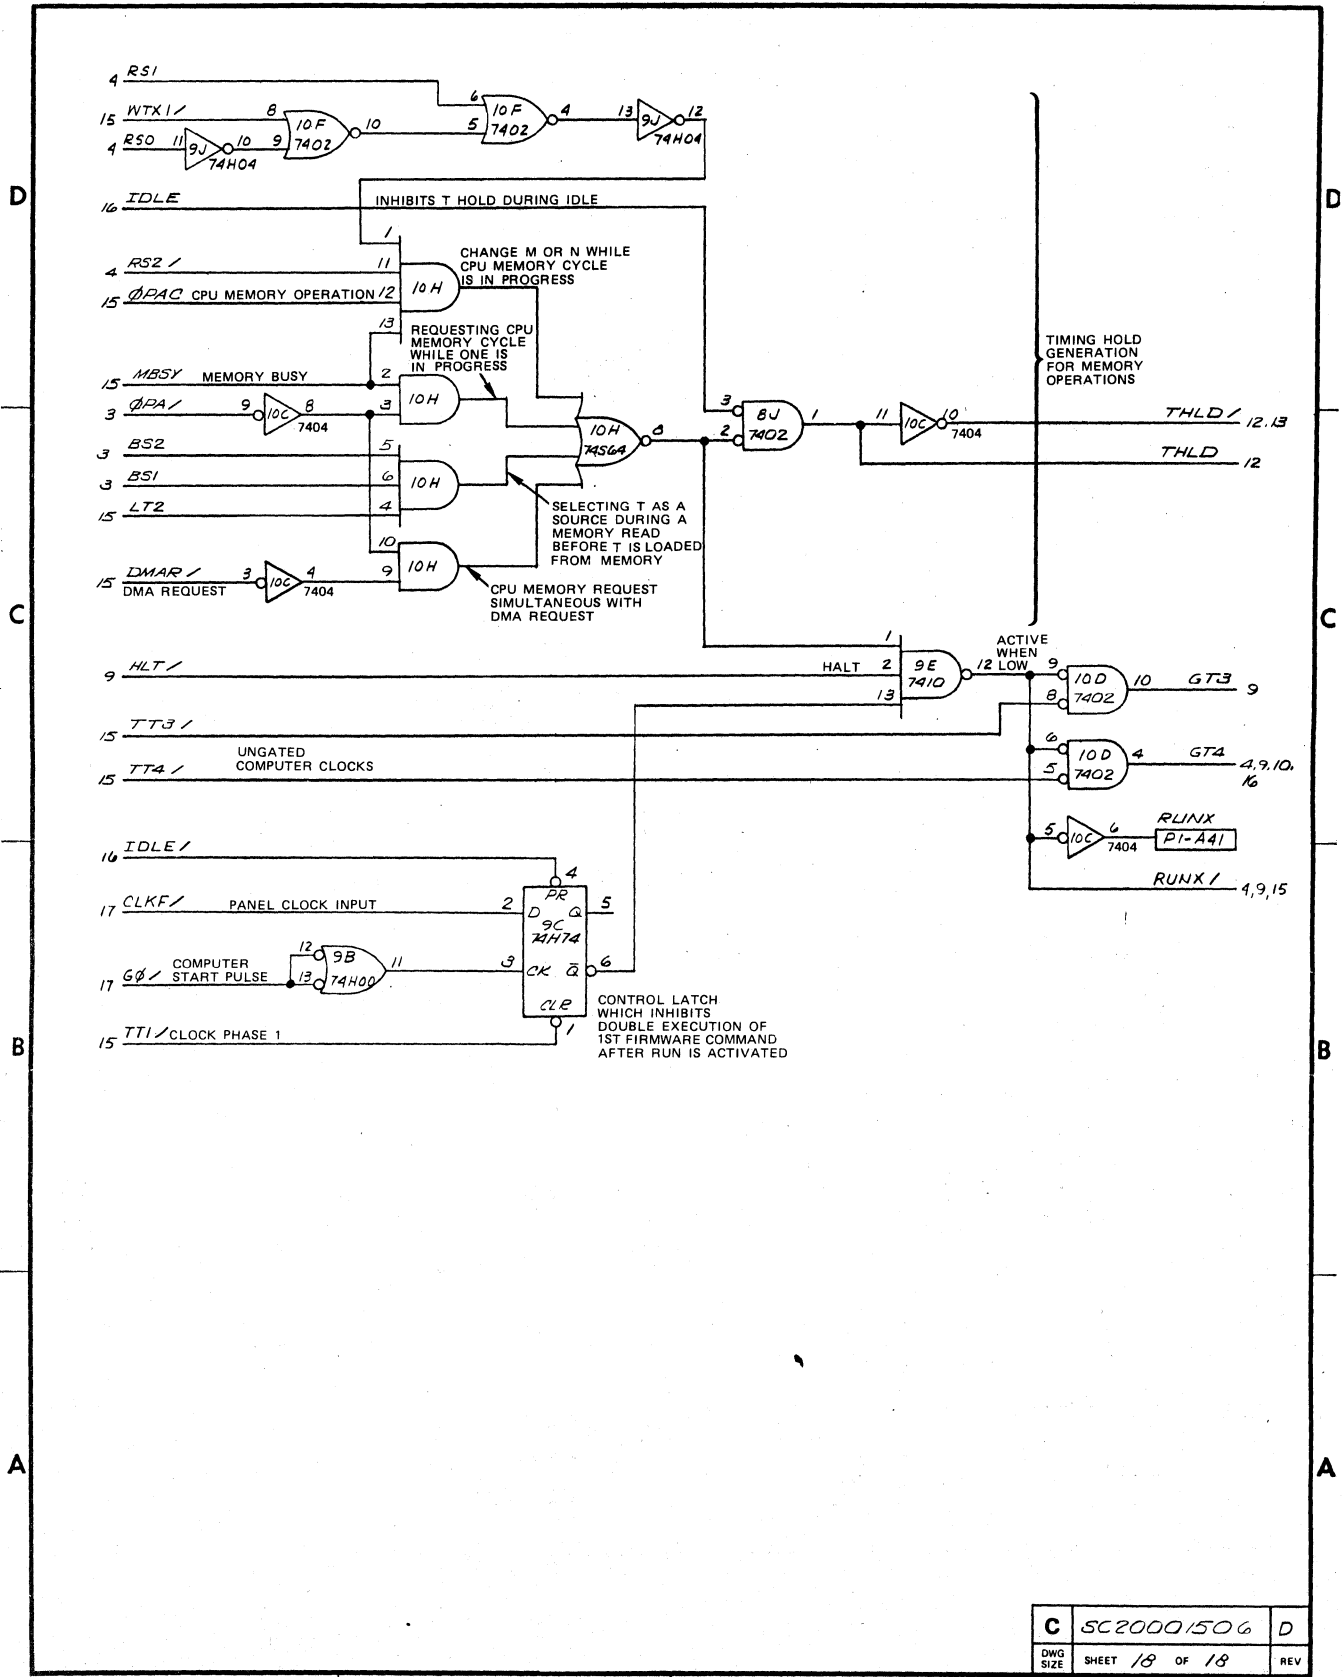 4 RS1
15 WTX1/ 8 10F 7402 10
4 RS0 11 9J 10 9
74H04
6 5 10F 7402 4 13 9J 12
74H04
D
D
16 IDLE INHIBITS T HOLD DURING IDLE
1
4 RS2/ 11
15 ØPAC CPU MEMORY OPERATION 12 10H
13
CHANGE M OR N WHILE
CPU MEMORY CYCLE
IS IN PROGRESS
REQUESTING CPU
MEMORY CYCLE
WHILE ONE IS
IN PROGRESS
15 MBSY MEMORY BUSY 2
3 ØPA/ 9 10C 8 3 10H
7404
3 BS2 5
3 BS1 6 10H
15 LT2 4
10
15 DMAR/ 3 10C 4 9 10H
DMA REQUEST 7404
10H 8
74S64
SELECTING T AS A
SOURCE DURING A
MEMORY READ
BEFORE T IS LOADED
FROM MEMORY
CPU MEMORY REQUEST
SIMULTANEOUS WITH
DMA REQUEST
3 8J 1
2 7402
11 10C 10
7404
TIMING HOLD
GENERATION
FOR MEMORY
OPERATIONS
THLD/ 12,13
THLD 12
C
C
9 HLT/ HALT
1
2 9E 12
13 7410
ACTIVE
WHEN
LOW
9 10D 10 GT3 9
8 7402
15 TT3/
UNGATED
COMPUTER CLOCKS
15 TT4/
6 10D 4 GT4 4,9,10,
5 7402 16
5 10C 6 RUNX
7404 P1-A41
RUNX/ 4,9,15
16 IDLE/ 4
PR
17 CLKF/ PANEL CLOCK INPUT 2 D Q 5
9C
74H74
12 9B 11 3 CK Q̅ 6
17 GØ/ COMPUTER
START PULSE 13 74H00
CLR
15 TT1/ CLOCK PHASE 1 1
CONTROL LATCH
WHICH INHIBITS
DOUBLE EXECUTION OF
1ST FIRMWARE COMMAND
AFTER RUN IS ACTIVATED
B
B
A
A
C SC20001506 D
DWG
SIZE SHEET 18 OF 18 REV